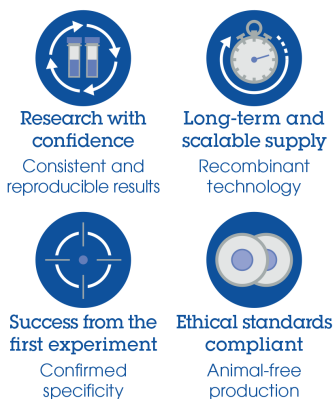 Research with
confidence
Consistent and
reproducible results
Long-term and
scalable supply
Recombinant
technology
Success from the
first experiment
Confirmed
specificity
Ethical standards
compliant
Animal-free
production